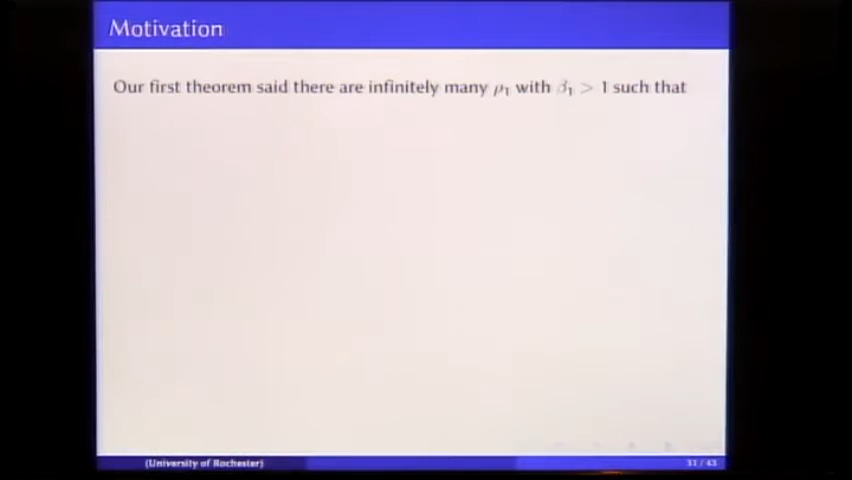 Motivation
Our first theorem said there are infinitely many ρ₁ with β₁ > 1 such that
(University of Rochester)
31 / 43